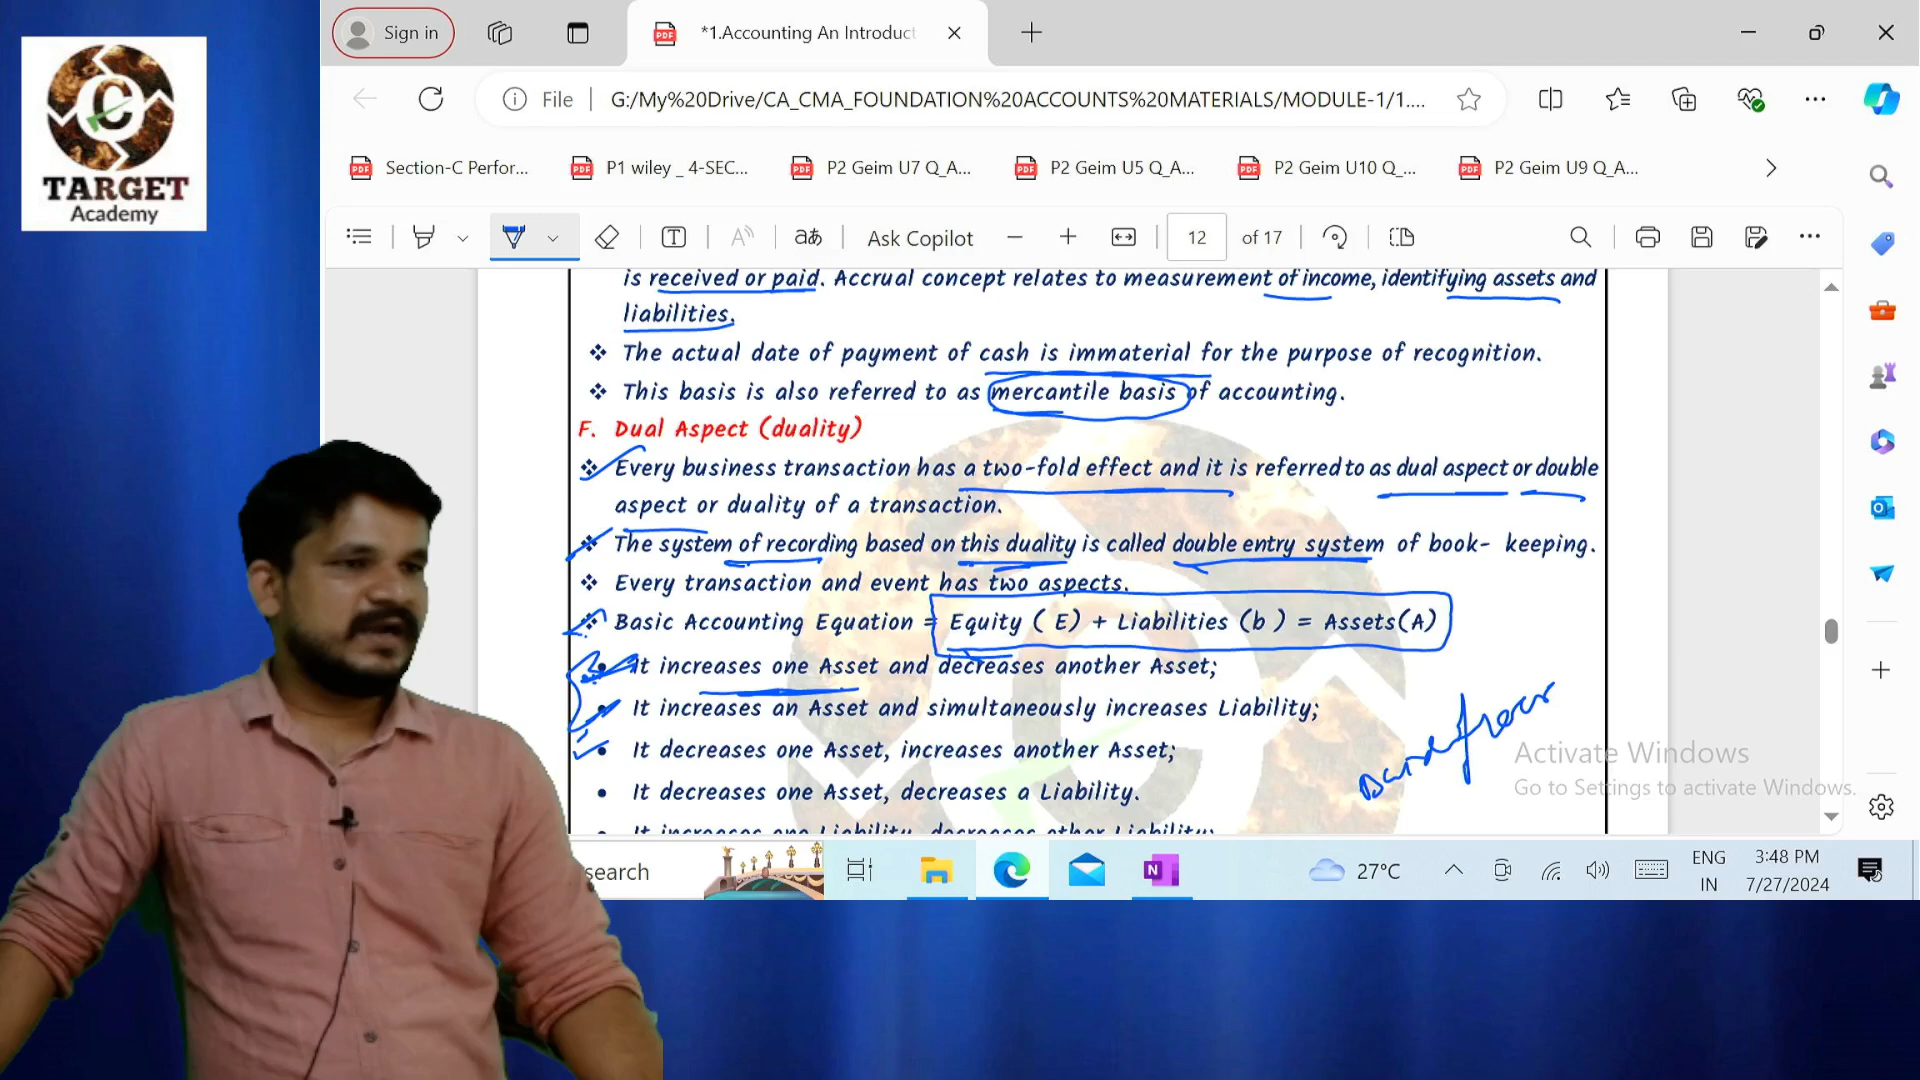 TARGET
Academy
Sign in
*1.Accounting An Introduct
File
G:/My%20Drive/CA_CMA_FOUNDATION%20ACCOUNTS%20MATERIALS/MODULE-1/1....
Section-C Perfor...
P1 wiley _ 4-SEC...
P2 Geim U7 Q_A...
P2 Geim U5 Q_A...
P2 Geim U10 Q_...
P2 Geim U9 Q_A...
Ask Copilot
12 of 17
is received or paid. Accrual concept relates to measurement of income, identifying assets and
liabilities.
❖ The actual date of payment of cash is immaterial for the purpose of recognition.
❖ This basis is also referred to as mercantile basis of accounting.
F. Dual Aspect (duality)
❖ Every business transaction has a two-fold effect and it is referred to as dual aspect or double
aspect or duality of a transaction.
❖ The system of recording based on this duality is called double entry system of book- keeping.
❖ Every transaction and event has two aspects.
❖ Basic Accounting Equation = Equity ( E) + Liabilities (b ) = Assets(A)
• It increases one Asset and decreases another Asset;
• It increases an Asset and simultaneously increases Liability;
• It decreases one Asset, increases another Asset;
• It decreases one Asset, decreases a Liability.
• It increases one Liability, decreases other Liability;
Activate Windows
Go to Settings to activate Windows.
search
27°C
ENG
IN
3:48 PM
7/27/2024